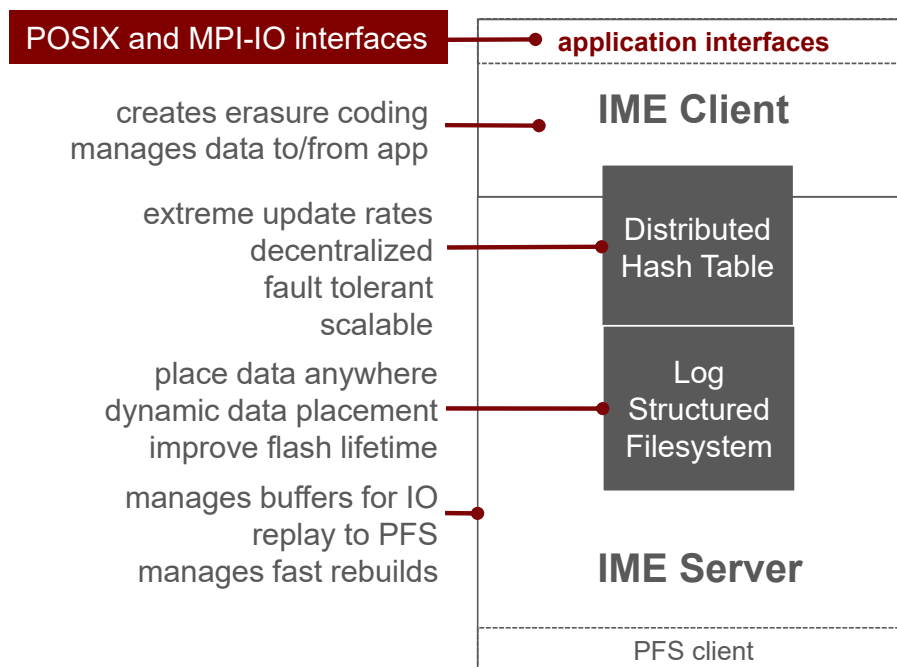 POSIX and MPI-IO interfaces
application interfaces
creates erasure coding
manages data to/from app
IME Client
extreme update rates
decentralized
fault tolerant
scalable
Distributed
Hash Table
place data anywhere
dynamic data placement
improve flash lifetime
Log
Structured
Filesystem
manages buffers for IO
replay to PFS
manages fast rebuilds
IME Server
PFS client